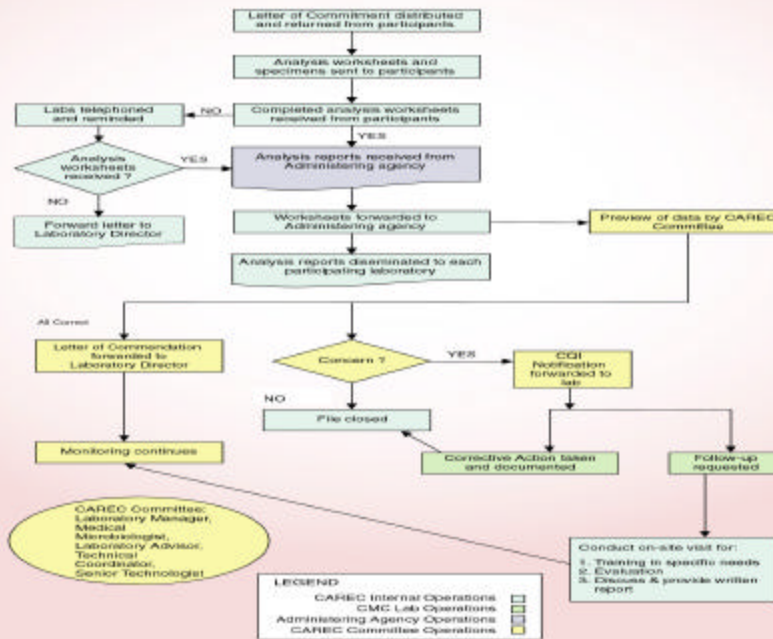 Letter of Commitment distributed
and returned from participants
Analysis worksheets and
specimens sent to participants
Labs telephoned
and reminded
NO
Completed analysis worksheets
received from participants
YES
Analysis
worksheets
received ?
YES
Analysis reports received from
Administering agency
NO
Forward letter to
Laboratory Director
Worksheets forwarded to
Administering agency
Preview of data by CAREC
Committee
Analysis reports diseminated to each
participating laboratory
All Correct
Letter of Commendation
forwarded to
Laboratory Director
Concern ?
YES
CQI
Notification
forwarded to
lab
NO
File closed
Monitoring continues
Corrective Action taken
and documented
Follow-up
requested
CAREC Committee:
Laboratory Manager,
Medical
Microbiologist,
Laboratory Advisor,
Technical
Coordinator,
Senior Technologist
Conduct on-site visit for:
1. Training in specific needs
2. Evaluation
3. Discuss & provide written
report
LEGEND
CAREC Internal Operations
CMC Lab Operations
Administering Agency Operations
CAREC Committee Operations